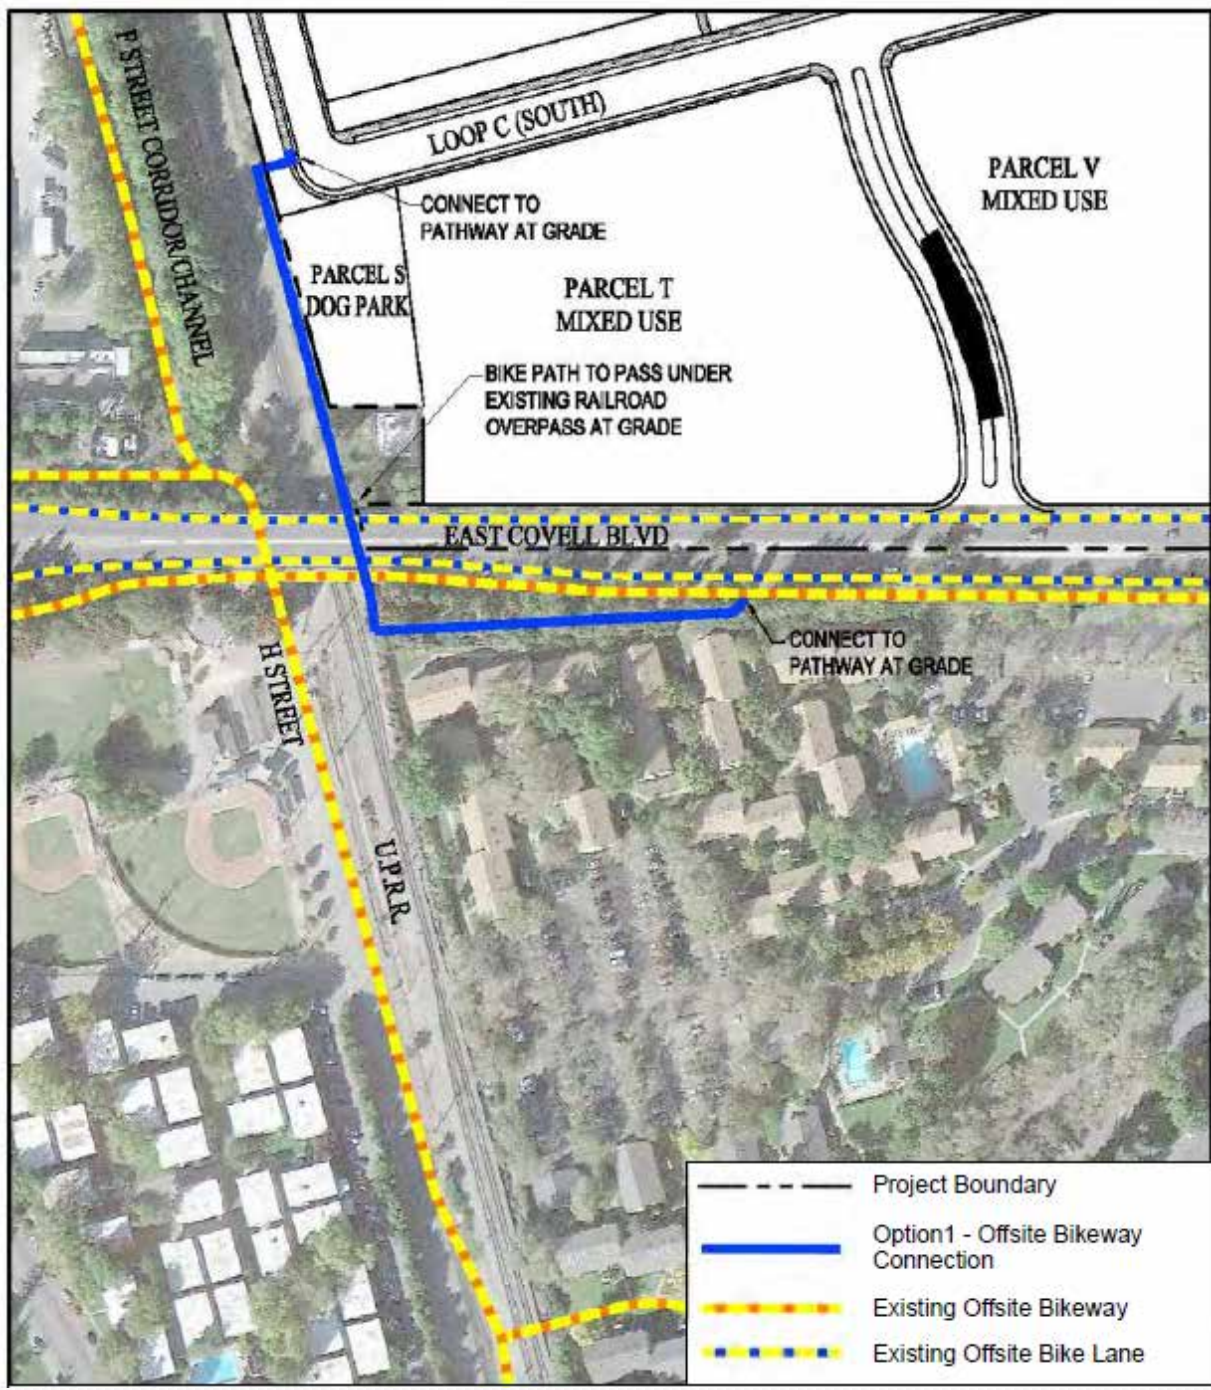 F STREET CORRIDOR/CHANNEL
LOOP C (SOUTH)
PARCEL V
MIXED USE
CONNECT TO
PATHWAY AT GRADE
PARCEL S
DOG PARK
PARCEL T
MIXED USE
BIKE PATH TO PASS UNDER
EXISTING RAILROAD
OVERPASS AT GRADE
EAST COVELL BLVD
CONNECT TO
PATHWAY AT GRADE
H STREET
U.P.R.R.
Project Boundary
Option1 - Offsite Bikeway
Connection
Existing Offsite Bikeway
Existing Offsite Bike Lane